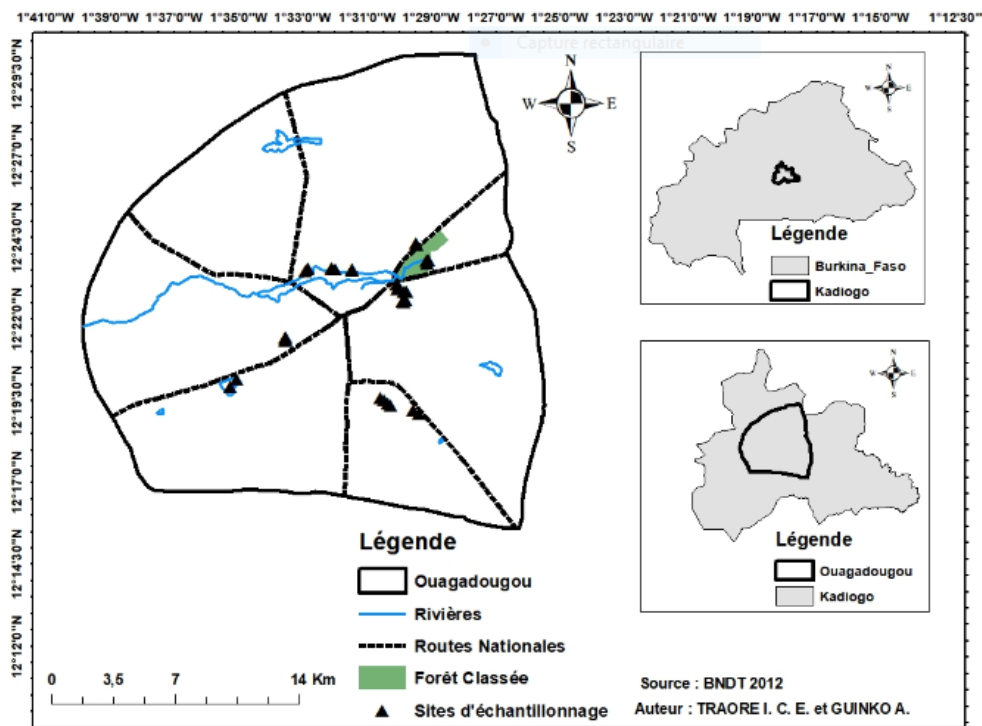 1°41'0"W 1°39'0"W 1°37'0"W 1°35'0"W 1°33'0"W 1°31'0"W 1°29'0"W 1°27'0"W 1°25'0"W 1°23'0"W 1°21'0"W 1°19'0"W 1°17'0"W 1°15'0"W 1°12'30"W
Capture rectangulaire
12°29'30"N
12°27'0"N
12°24'30"N
12°22'0"N
12°19'30"N
12°17'0"N
12°14'30"N
12°12'0"N
N
W E
S
N
W E
S
Légende
Burkina_Faso
Kadiogo
N
W E
S
Légende
Ouagadougou
Kadiogo
Légende
Ouagadougou
Rivières
Routes Nationales
Forêt Classée
Sites d'échantillonnage
0 3,5 7 14 Km
Source : BNDT 2012
Auteur : TRAORE I. C. E. et GUINKO A.